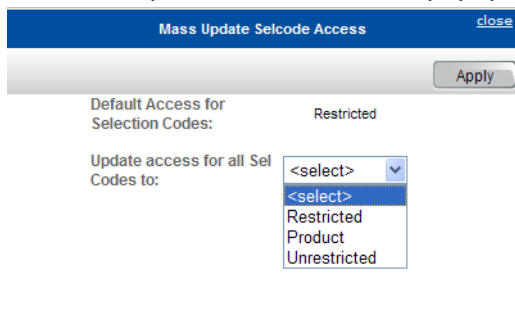 Mass Update Selcode Access
close
Apply
Default Access for
Selection Codes:
Restricted
Update access for all Sel
Codes to:
<select>
<select>
Restricted
Product
Unrestricted